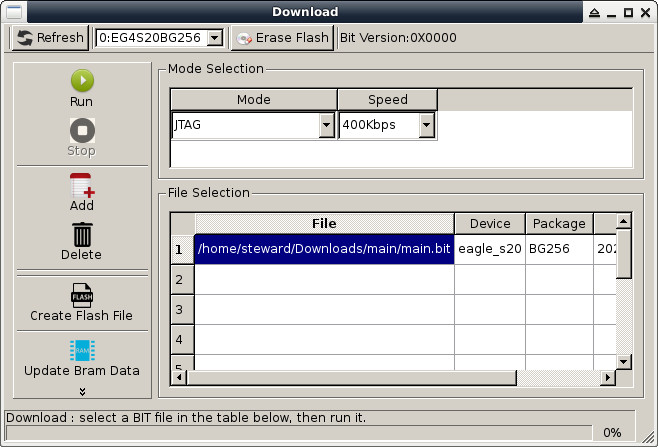 Download
Refresh 0:EG4S20BG256 Erase Flash Bit Version:0X0000
Run
Stop
Add
Delete
FLASH
Create Flash File
BRAM
Update Bram Data
Mode Selection
Mode Speed
JTAG 400Kbps
File Selection
File Device Package
1 /home/steward/Downloads/main/main.bit eagle_s20 BG256 202
2
3
4
5
Download : select a BIT file in the table below, then run it.
0%